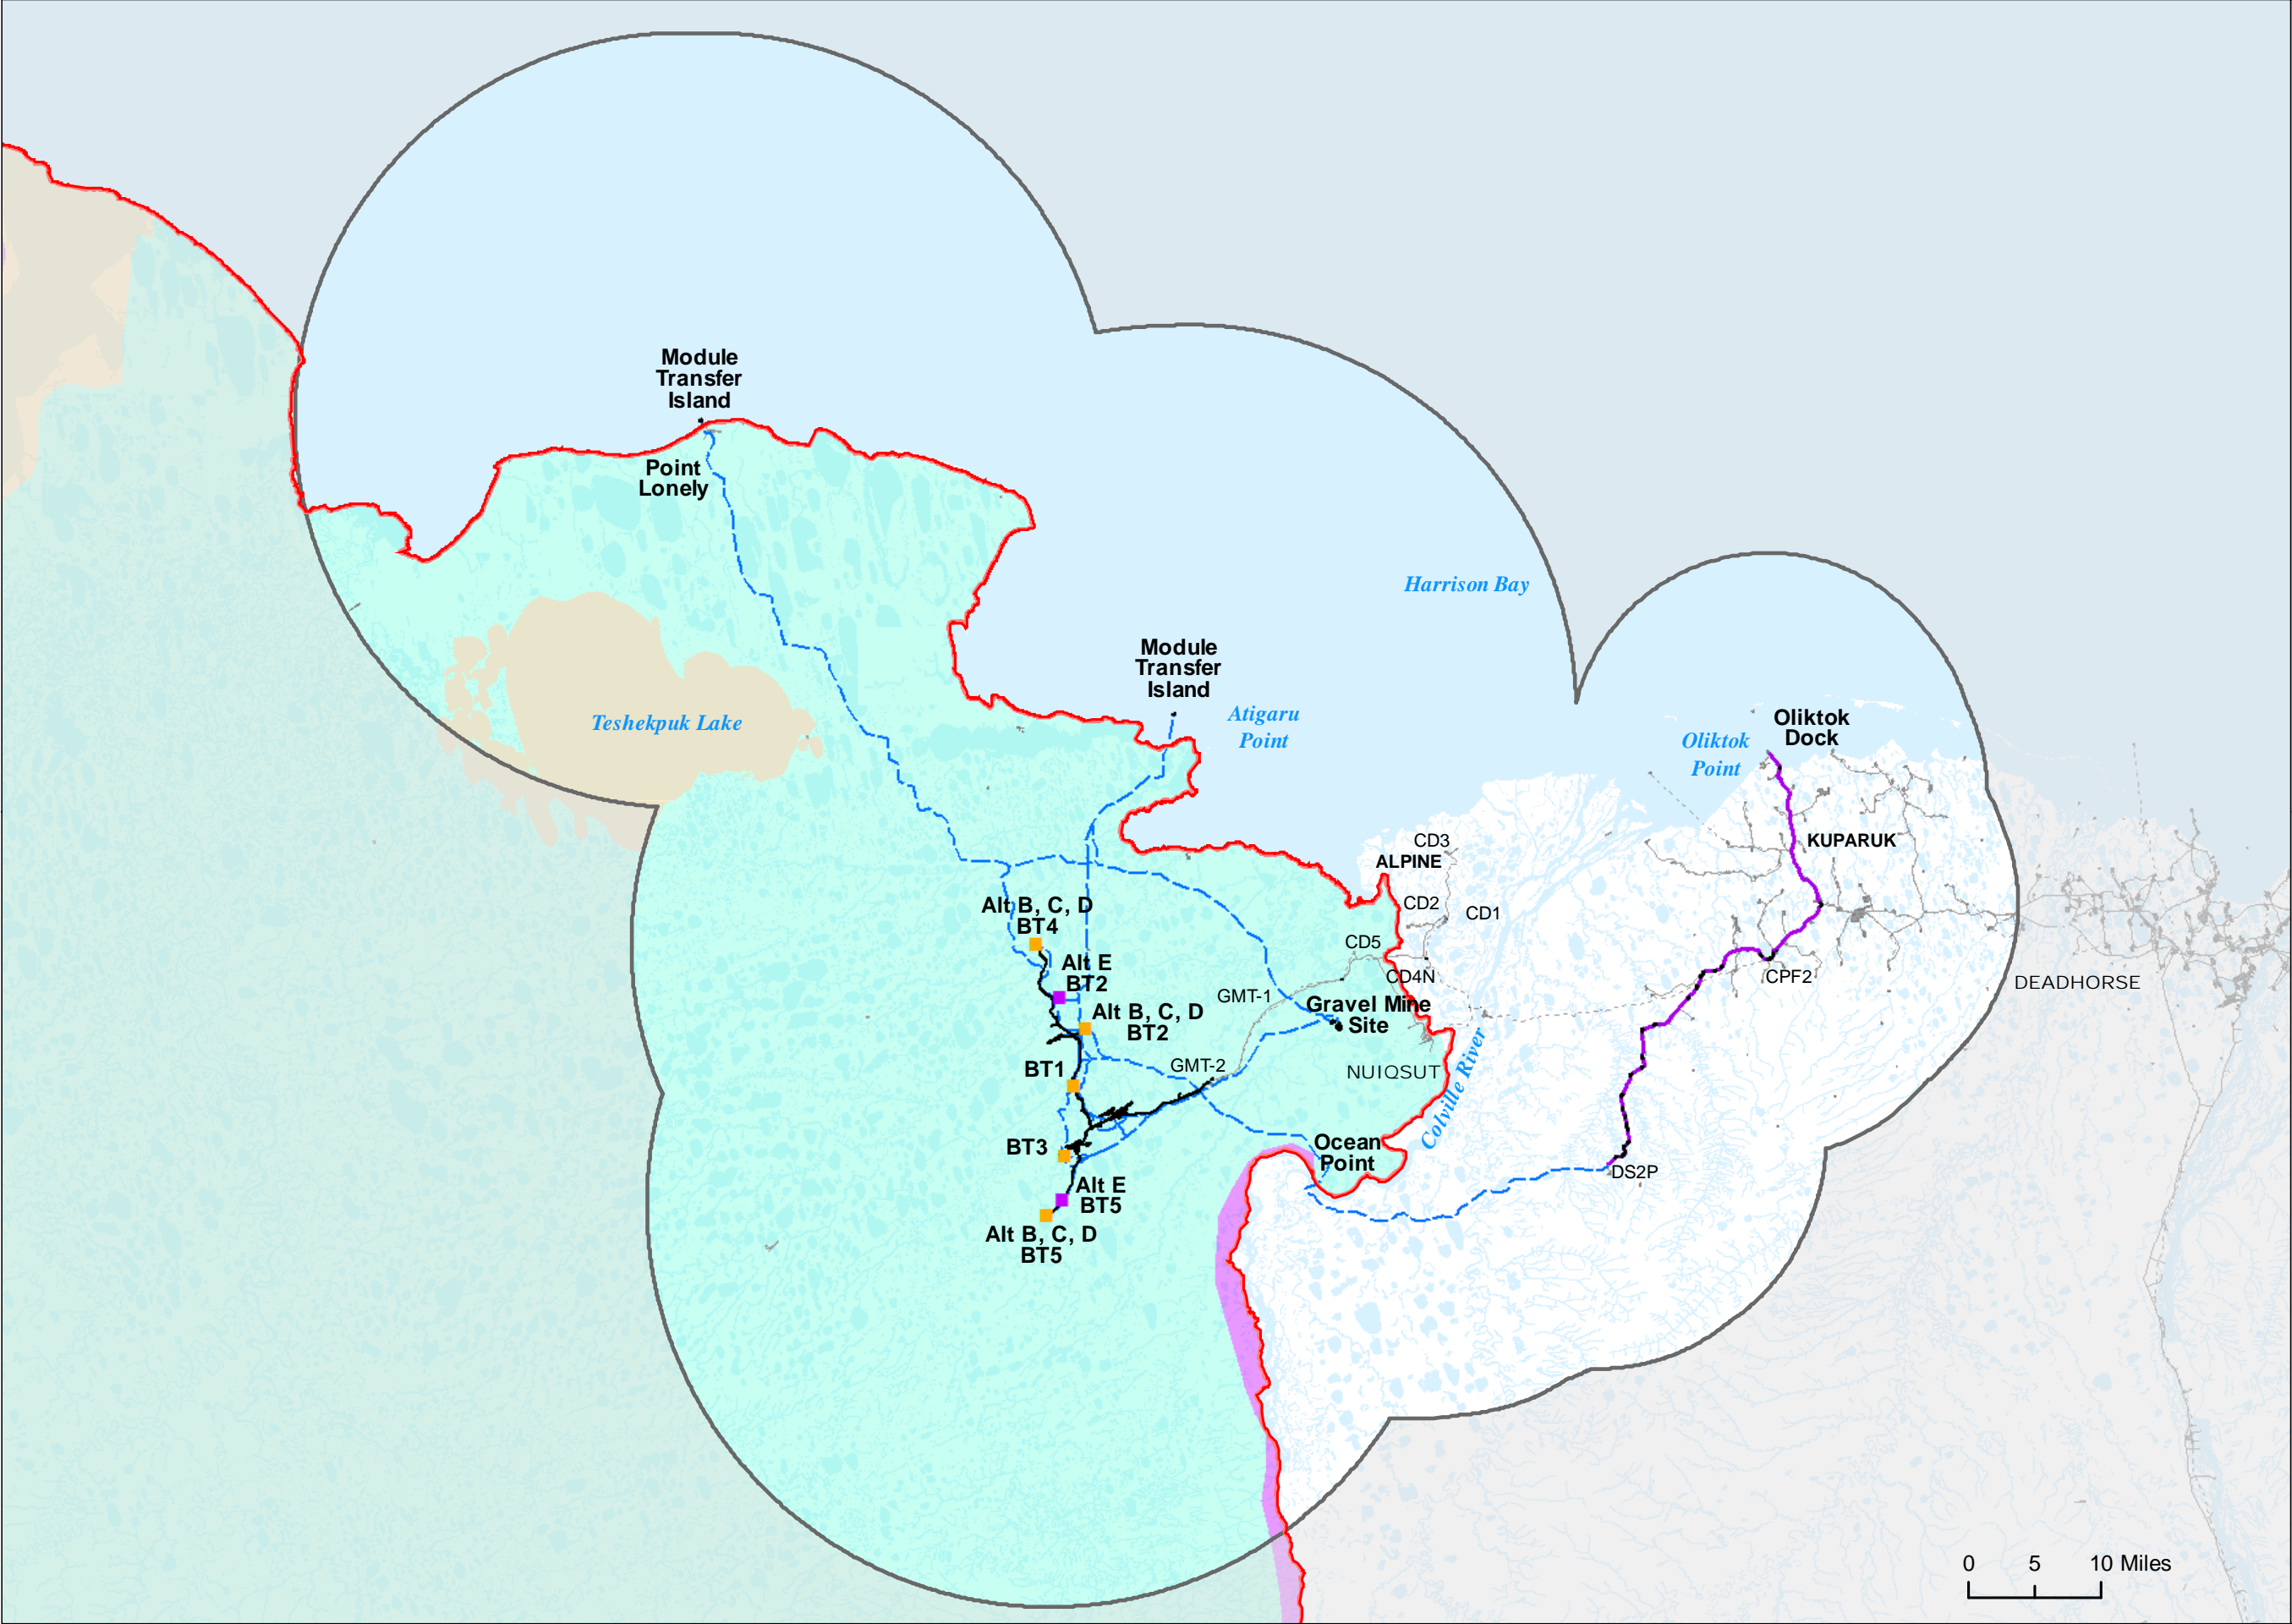 Module
Transfer
Island
Point
Lonely
Harrison Bay
Module
Transfer
Island
Teshekpuk Lake
Atigaru
Point
Oliktok
Dock
Oliktok
Point
KUPARUK
CD3
ALPINE
Alt B, C, D
BT4
CD2
CD1
CD5
Alt E
BT2
CD4N
CPF2
DEADHORSE
GMT-1
Gravel Mine
Site
Alt B, C, D
BT2
BT1
GMT-2
NUIQSUT
Colville River
BT3
Ocean
Point
DS2P
Alt E
BT5
Alt B, C, D
BT5
0 5 10 Miles